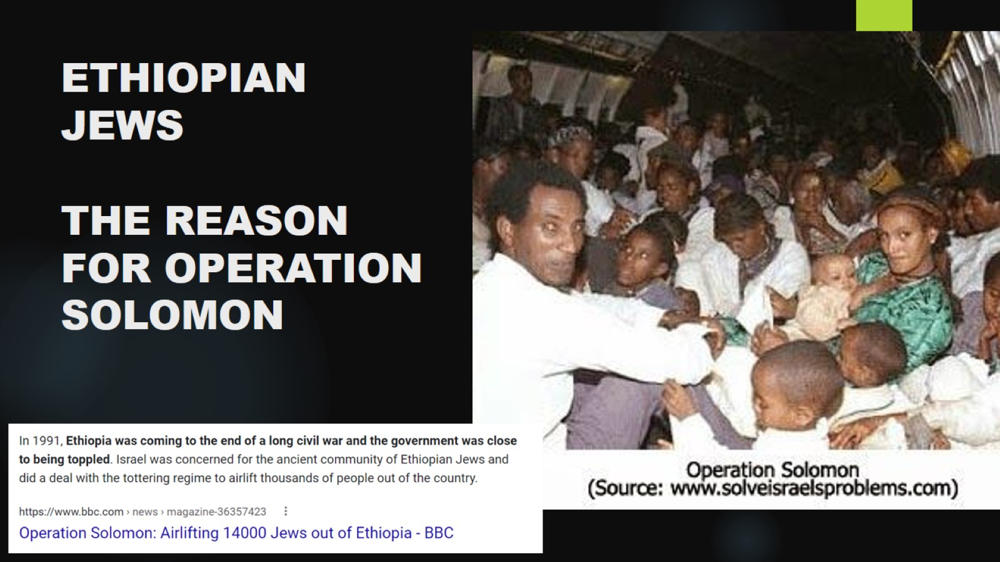 ETHIOPIAN
JEWS
THE REASON
FOR OPERATION
SOLOMON
In 1991, Ethiopia was coming to the end of a long civil war and the government was close
to being toppled. Israel was concerned for the ancient community of Ethiopian Jews and
did a deal with the tottering regime to airlift thousands of people out of the country.
https://www.bbc.com › news › magazine-36357423
Operation Solomon: Airlifting 14000 Jews out of Ethiopia - BBC
Operation Solomon
(Source: www.solveisraelsproblems.com)